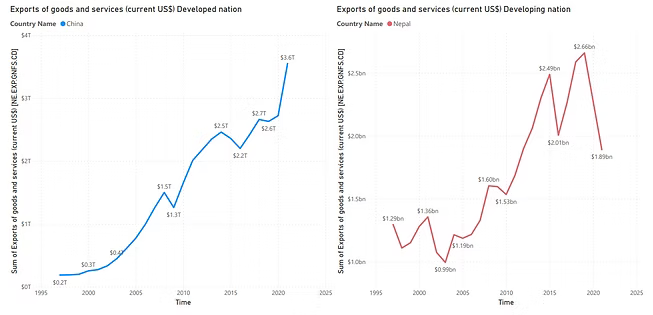 Exports of goods and services (current US$) Developed nation
Country Name China
Sum of Exports of goods and services (current US$) [NE.EXP.GNFS.CD]
$4T
$3T
$2T
$1T
$0T
$0.2T
$0.3T
$0.4T
$1.5T
$1.3T
$2.5T
$2.2T
$2.7T
$2.6T
$3.6T
1995 2000 2005 2010 2015 2020 2025
Time
Exports of goods and services (current US$) Developing nation
Country Name Nepal
Sum of Exports of goods and services (current US$) [NE.EXP.GNFS.CD]
$2.5bn
$2.0bn
$1.5bn
$1.0bn
$1.29bn
$1.36bn
$0.99bn
$1.19bn
$1.60bn
$1.53bn
$2.49bn
$2.01bn
$2.66bn
$1.89bn
1995 2000 2005 2010 2015 2020 2025
Time